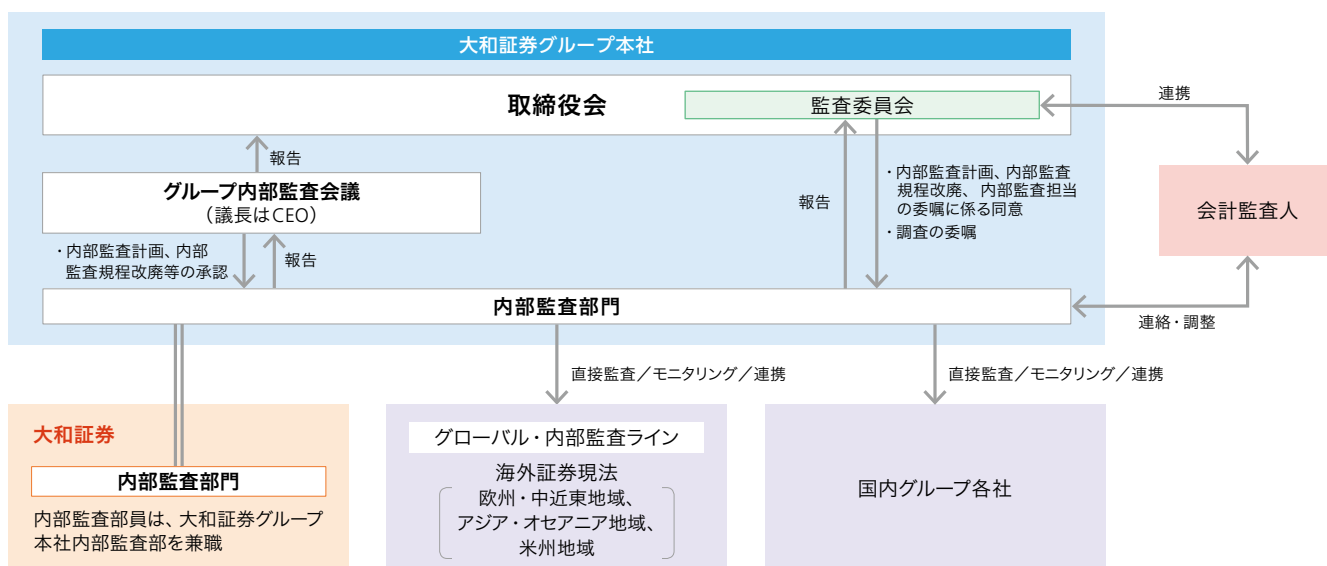 大和証券グループ本社
取締役会
監査委員会
連携
報告
グループ内部監査会議
（議長はCEO）
・内部監査計画、内部
監査規程改廃等の承認
報告
報告
・内部監査計画、内部監査
規程改廃、内部監査担当
の委嘱に係る同意
・調査の委嘱
会計監査人
内部監査部門
連絡・調整
直接監査／モニタリング／連携
直接監査／モニタリング／連携
大和証券
内部監査部門
内部監査部員は、大和証券グループ
本社内部監査部を兼職
グローバル・内部監査ライン
海外証券現法
欧州・中近東地域、
アジア・オセアニア地域、
米州地域
国内グループ各社